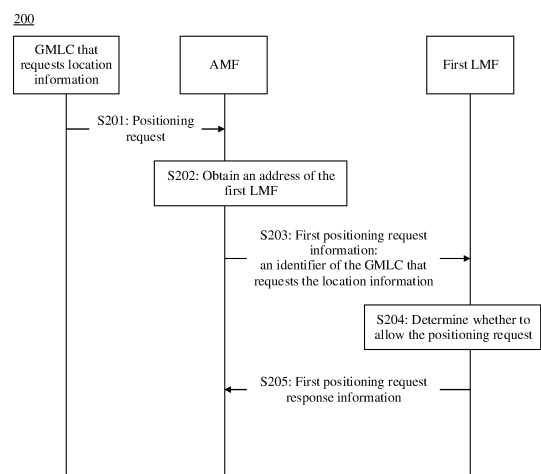 200
GMLC that
requests location
information
AMF
First LMF
S201: Positioning
request
S202: Obtain an address of the
first LMF
S203: First positioning request
information:
an identifier of the GMLC that
requests the location information
S204: Determine whether to
allow the positioning request
S205: First positioning request
response information